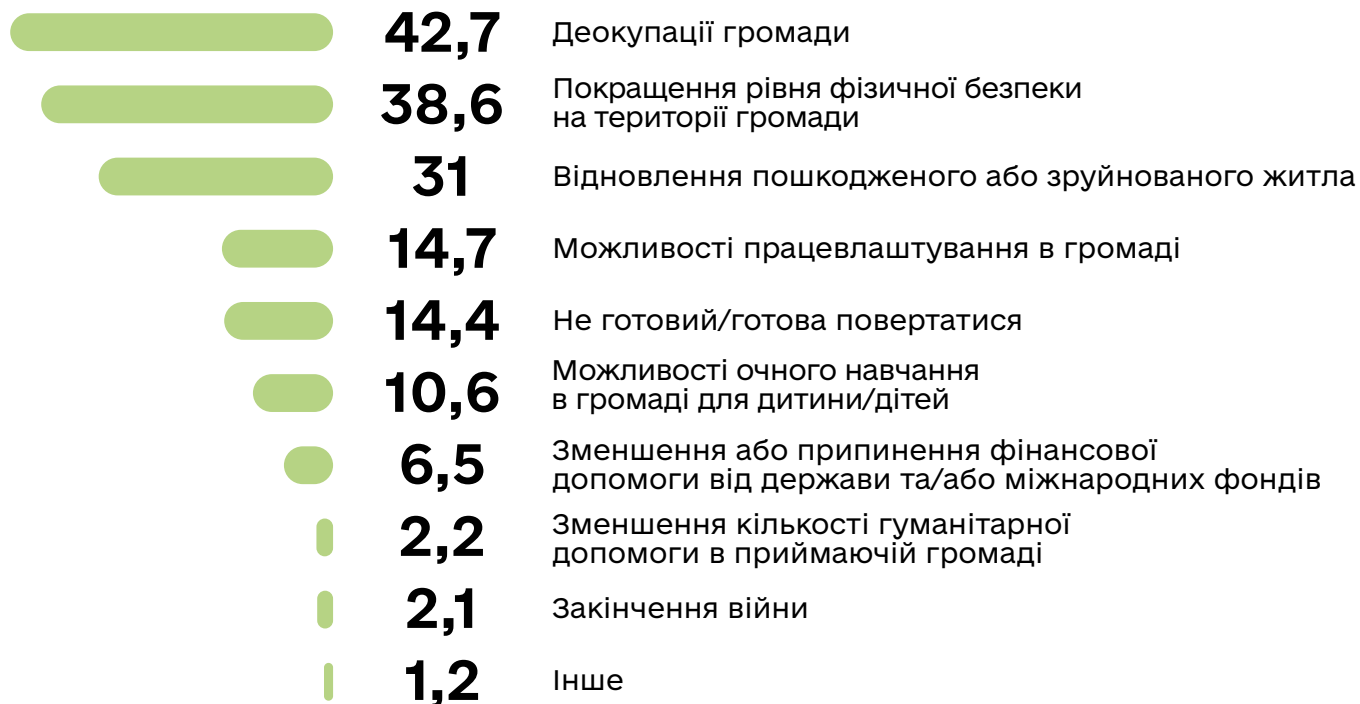 42,7 Деокупації громади
38,6 Покращення рівня фізичної безпеки
на території громади
31 Відновлення пошкодженого або зруйнованого житла
14,7 Можливості працевлаштування в громаді
14,4 Не готовий/готова повертатися
10,6 Можливості очного навчання
в громаді для дитини/дітей
6,5 Зменшення або припинення фінансової
допомоги від держави та/або міжнародних фондів
2,2 Зменшення кількості гуманітарної
допомоги в приймаючій громаді
2,1 Закінчення війни
1,2 Інше